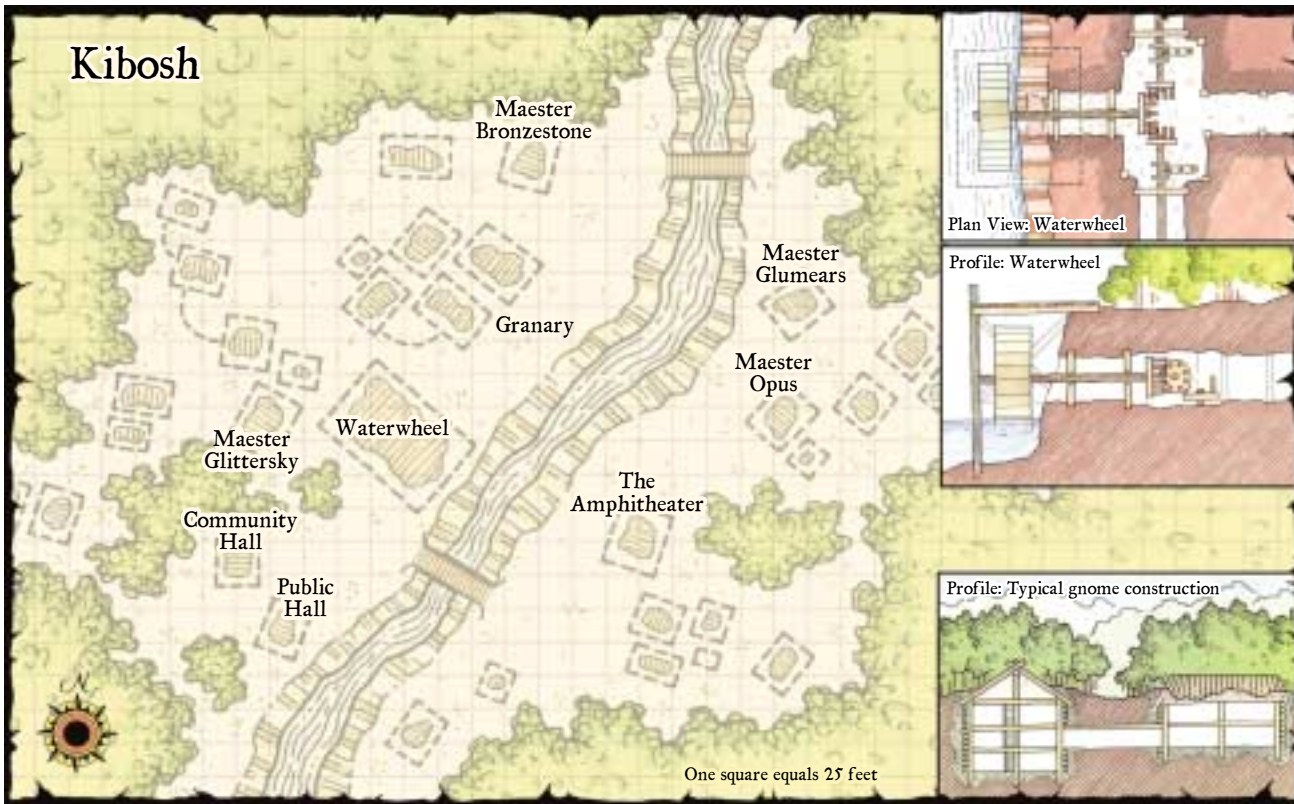 Kibosh
Maester
Bronzestone
Plan View: Waterwheel
Maester
Glumears
Profile: Waterwheel
Granary
Maester
Opus
Waterwheel
Maester
Glittersky
The
Amphitheater
Community
Hall
Public
Hall
Profile: Typical gnome construction
N
One square equals 25 feet